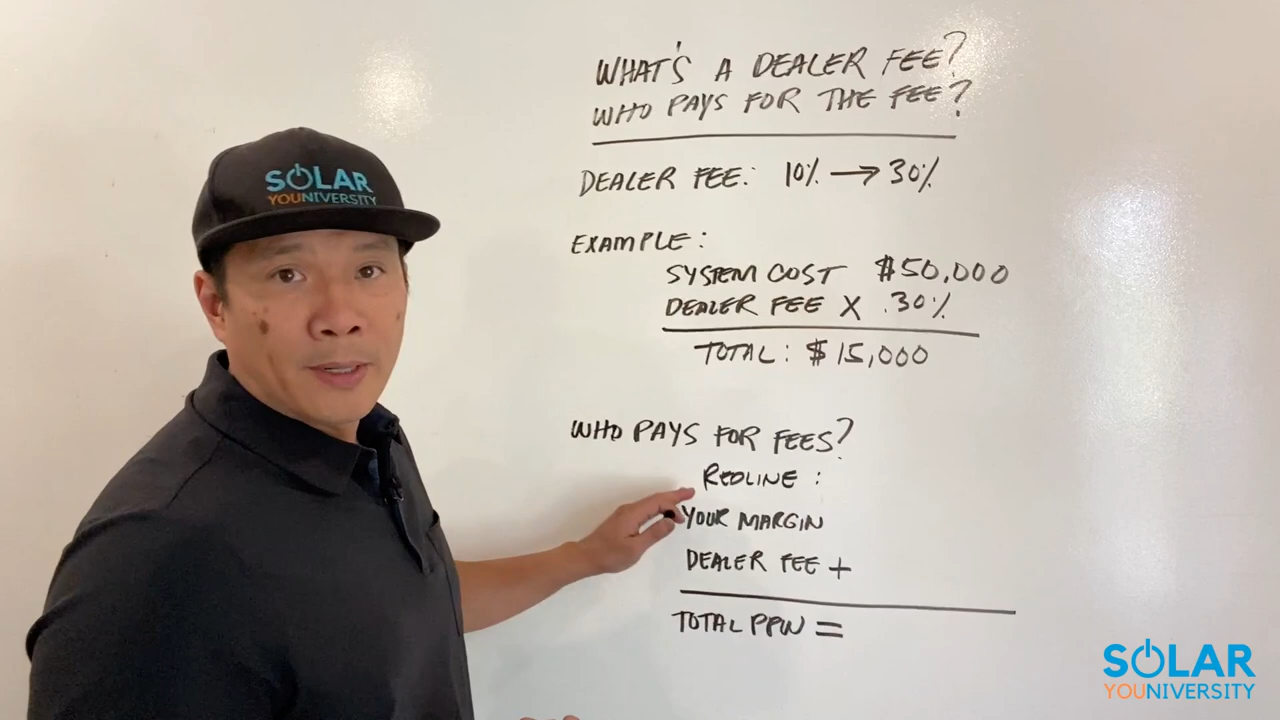 WHAT'S A DEALER FEE?
WHO PAYS FOR THE FEE?
DEALER FEE: 10% → 30%
EXAMPLE:
SYSTEM COST $50,000
DEALER FEE X .30%
TOTAL: $15,000
WHO PAYS FOR FEES?
REDLINE:
YOUR MARGIN
DEALER FEE +
TOTAL PPW =
SOLAR
YOUNIVERSITY
SOLAR
YOUNIVERSITY